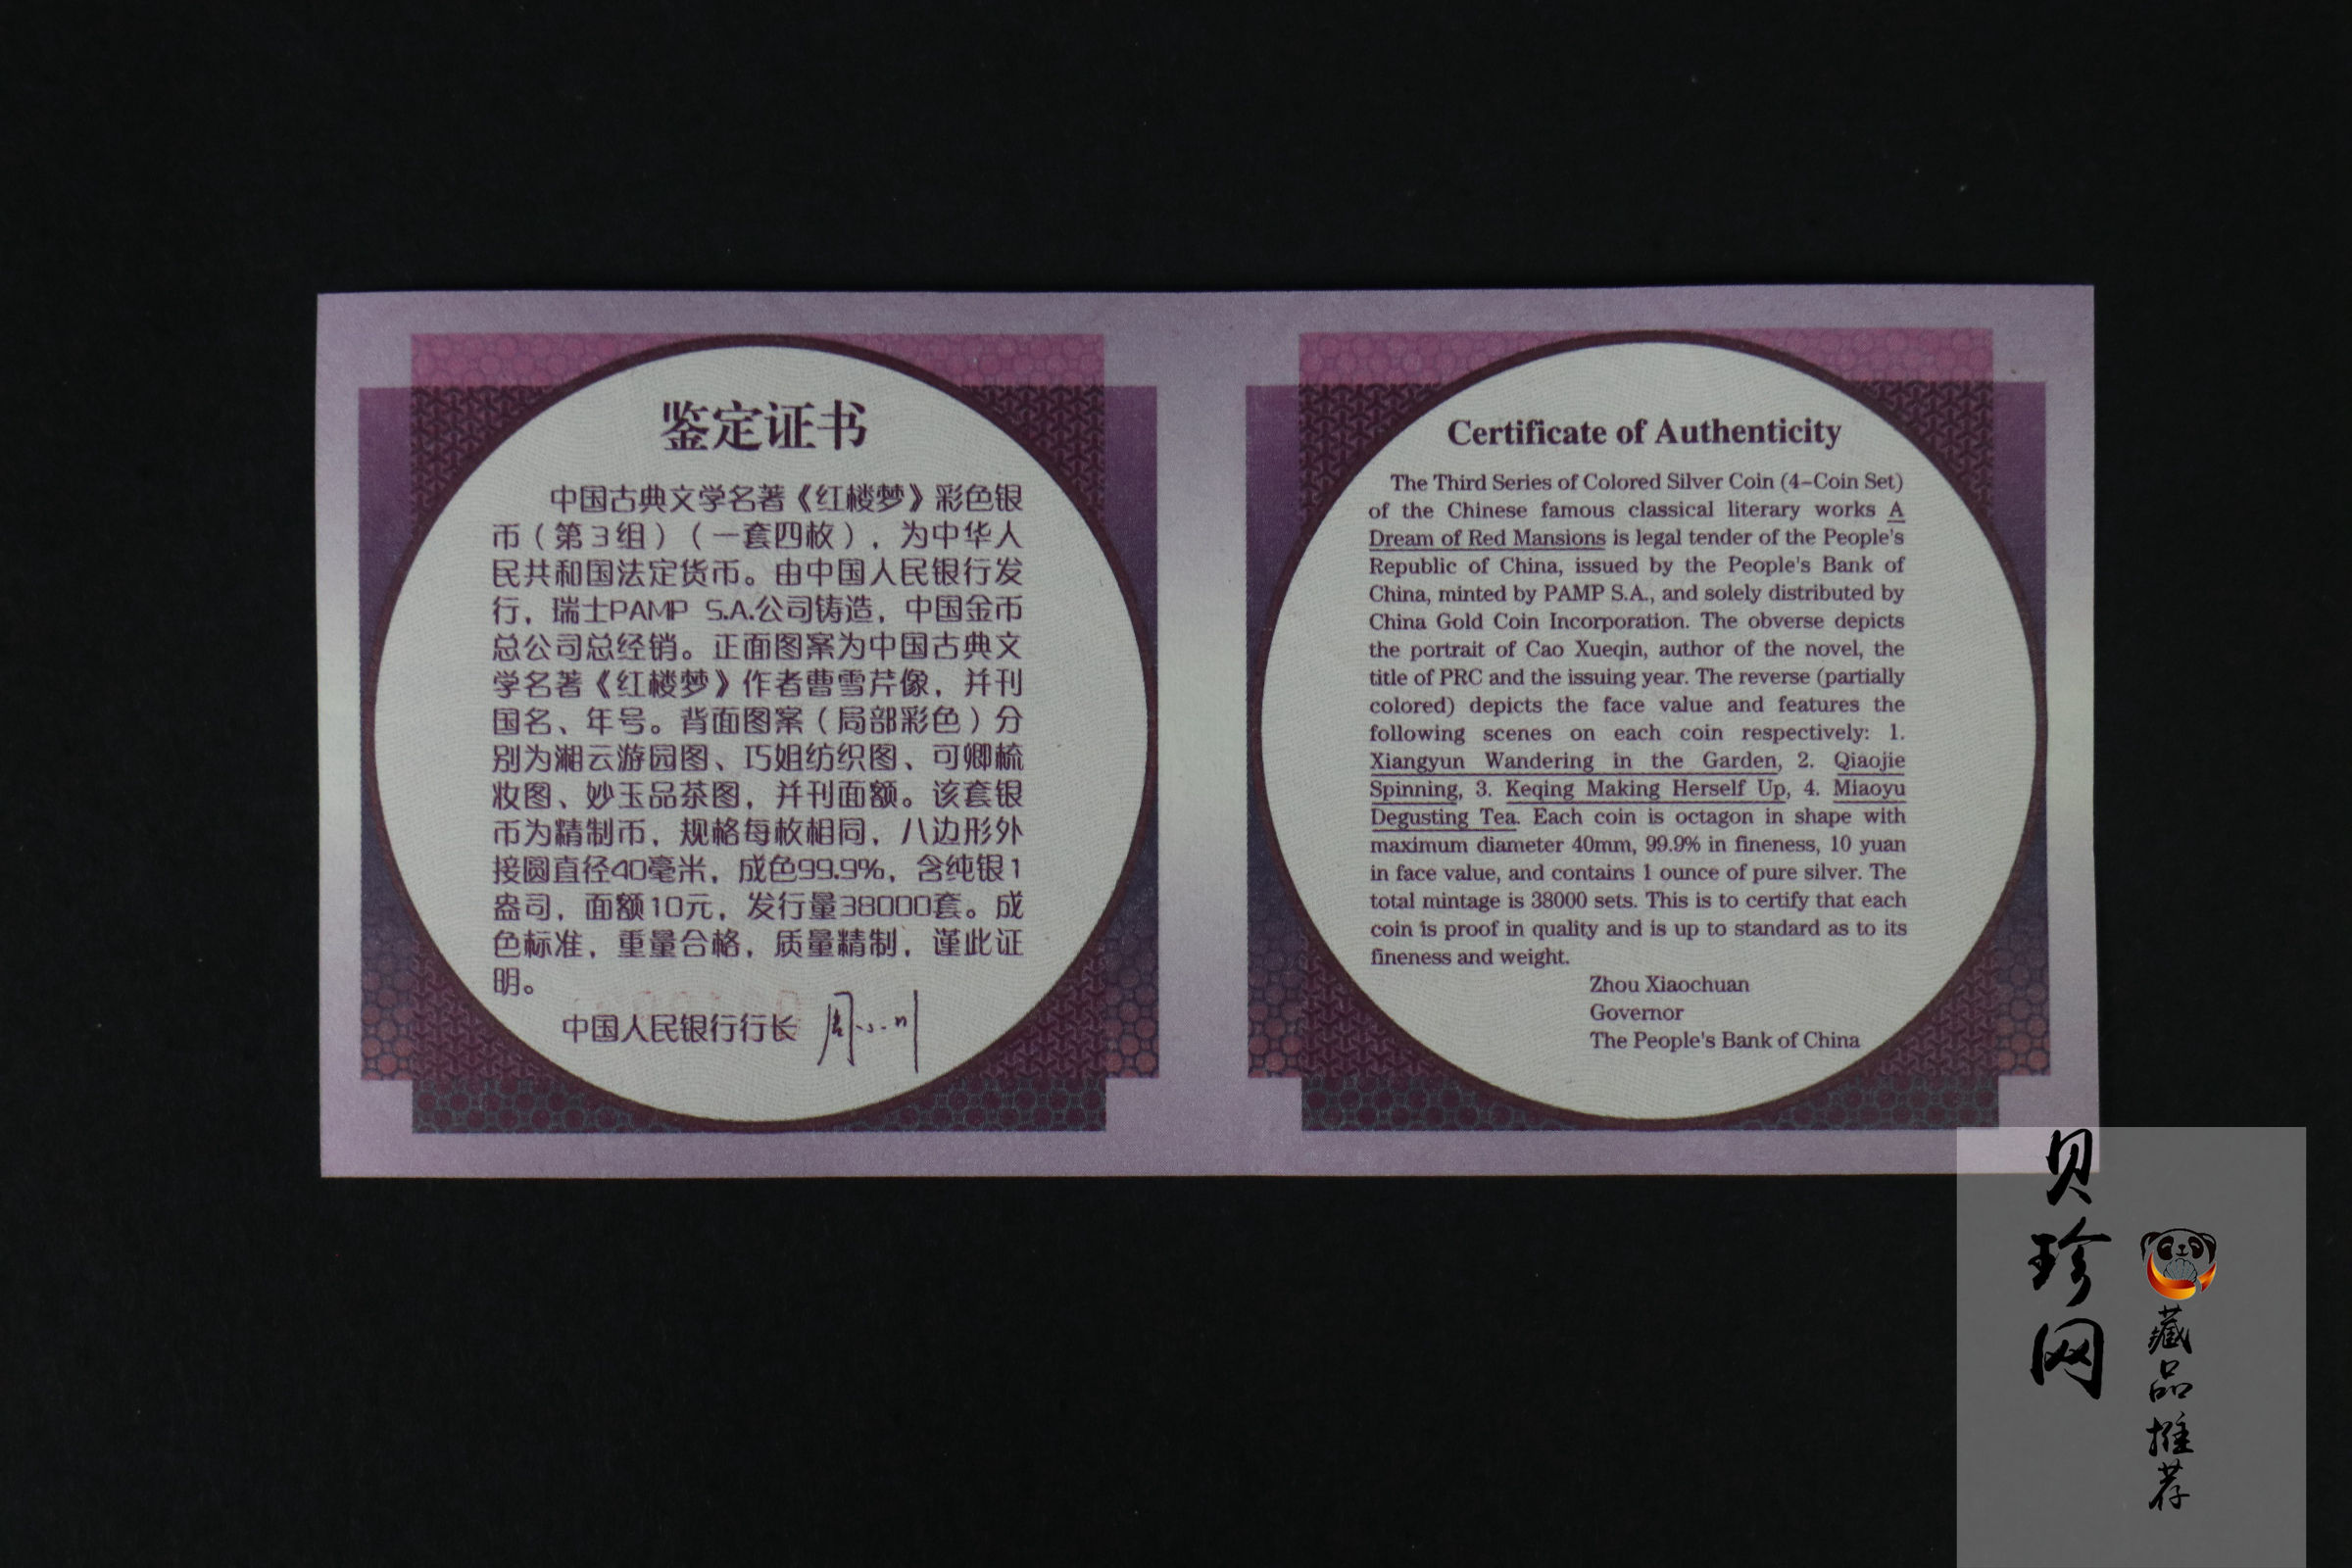 鉴定证书
中国古典文学名著《红楼梦》彩色银
币（第3组）（一套四枚），为中华人
民共和国法定货币。由中国人民银行发
行，瑞士PAMP S.A.公司铸造，中国金币
总公司总经销。正面图案为中国古典文
学名著《红楼梦》作者曹雪芹像，并刊
国名、年号。背面图案（局部彩色）分
别为湘云游园图、巧姐纺织图、可卿梳
妆图、妙玉品茶图，并刊面额。该套银
币为精制币，规格每枚相同，八边形外
接圆直径40毫米，成色99.9%，含纯银1
盎司，面额10元，发行量38000套。成
色标准，重量合格，质量精制，谨此证
明。
中国人民银行行长 周小川
Certificate of Authenticity
The Third Series of Colored Silver Coin (4-Coin Set)
of the Chinese famous classical literary works A
Dream of Red Mansions is legal tender of the People's
Republic of China, issued by the People's Bank of
China, minted by PAMP S.A., and solely distributed by
China Gold Coin Incorporation. The obverse depicts
the portrait of Cao Xueqin, author of the novel, the
title of PRC and the issuing year. The reverse (partially
colored) depicts the face value and features the
following scenes on each coin respectively: 1.
Xiangyun Wandering in the Garden, 2. Qiaojie
Spinning, 3. Keqing Making Herself Up, 4. Miaoyu
Degusting Tea. Each coin is octagon in shape with
maximum diameter 40mm, 99.9% in fineness, 10 yuan
in face value, and contains 1 ounce of pure silver. The
total mintage is 38000 sets. This is to certify that each
coin is proof in quality and is up to standard as to its
fineness and weight.
Zhou Xiaochuan
Governor
The People's Bank of China
贝珍网
藏品推荐